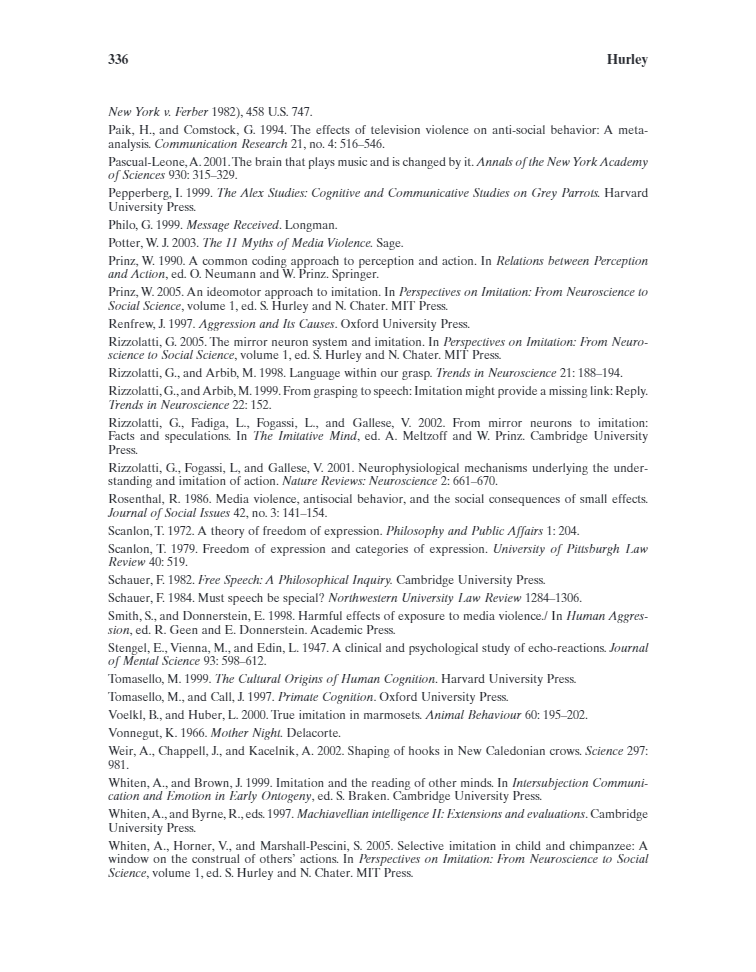 336 Hurley
New York v. Ferber 1982), 458 U.S. 747.
Paik, H., and Comstock, G. 1994. The effects of television violence on anti-social behavior: A meta-
analysis. Communication Research 21, no. 4: 516–546.
Pascual-Leone, A. 2001. The brain that plays music and is changed by it. Annals of the New York Academy
of Sciences 930: 315–329.
Pepperberg, I. 1999. The Alex Studies: Cognitive and Communicative Studies on Grey Parrots. Harvard
University Press.
Philo, G. 1999. Message Received. Longman.
Potter, W. J. 2003. The 11 Myths of Media Violence. Sage.
Prinz, W. 1990. A common coding approach to perception and action. In Relations between Perception
and Action, ed. O. Neumann and W. Prinz. Springer.
Prinz, W. 2005. An ideomotor approach to imitation. In Perspectives on Imitation: From Neuroscience to
Social Science, volume 1, ed. S. Hurley and N. Chater. MIT Press.
Renfrew, J. 1997. Aggression and Its Causes. Oxford University Press.
Rizzolatti, G. 2005. The mirror neuron system and imitation. In Perspectives on Imitation: From Neuro-
science to Social Science, volume 1, ed. S. Hurley and N. Chater. MIT Press.
Rizzolatti, G., and Arbib, M. 1998. Language within our grasp. Trends in Neuroscience 21: 188–194.
Rizzolatti, G., and Arbib, M. 1999. From grasping to speech: Imitation might provide a missing link: Reply.
Trends in Neuroscience 22: 152.
Rizzolatti, G., Fadiga, L., Fogassi, L., and Gallese, V. 2002. From mirror neurons to imitation:
Facts and speculations. In The Imitative Mind, ed. A. Meltzoff and W. Prinz. Cambridge University
Press.
Rizzolatti, G., Fogassi, L, and Gallese, V. 2001. Neurophysiological mechanisms underlying the under-
standing and imitation of action. Nature Reviews: Neuroscience 2: 661–670.
Rosenthal, R. 1986. Media violence, antisocial behavior, and the social consequences of small effects.
Journal of Social Issues 42, no. 3: 141–154.
Scanlon, T. 1972. A theory of freedom of expression. Philosophy and Public Affairs 1: 204.
Scanlon, T. 1979. Freedom of expression and categories of expression. University of Pittsburgh Law
Review 40: 519.
Schauer, F. 1982. Free Speech: A Philosophical Inquiry. Cambridge University Press.
Schauer, F. 1984. Must speech be special? Northwestern University Law Review 1284–1306.
Smith, S., and Donnerstein, E. 1998. Harmful effects of exposure to media violence./ In Human Aggres-
sion, ed. R. Geen and E. Donnerstein. Academic Press.
Stengel, E., Vienna, M., and Edin, L. 1947. A clinical and psychological study of echo-reactions. Journal
of Mental Science 93: 598–612.
Tomasello, M. 1999. The Cultural Origins of Human Cognition. Harvard University Press.
Tomasello, M., and Call, J. 1997. Primate Cognition. Oxford University Press.
Voelkl, B., and Huber, L. 2000. True imitation in marmosets. Animal Behaviour 60: 195–202.
Vonnegut, K. 1966. Mother Night. Delacorte.
Weir, A., Chappell, J., and Kacelnik, A. 2002. Shaping of hooks in New Caledonian crows. Science 297:
981.
Whiten, A., and Brown, J. 1999. Imitation and the reading of other minds. In Intersubjection Communi-
cation and Emotion in Early Ontogeny, ed. S. Braken. Cambridge University Press.
Whiten, A., and Byrne, R., eds. 1997. Machiavellian intelligence II: Extensions and evaluations. Cambridge
University Press.
Whiten, A., Horner, V., and Marshall-Pescini, S. 2005. Selective imitation in child and chimpanzee: A
window on the construal of others’ actions. In Perspectives on Imitation: From Neuroscience to Social
Science, volume 1, ed. S. Hurley and N. Chater. MIT Press.